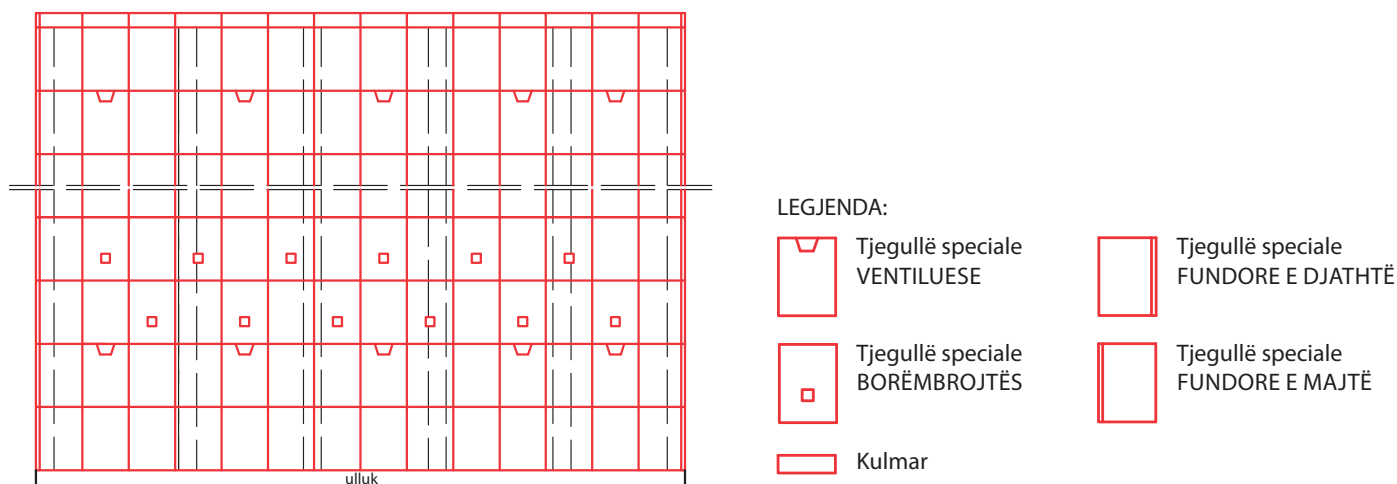 LEGJENDA:
Tjegullë speciale
VENTILUESE
Tjegullë speciale
FUNDORE E DJATHTË
Tjegullë speciale
BORËMBROJTËS
Tjegullë speciale
FUNDORE E MAJTË
Kulmar
ulluk